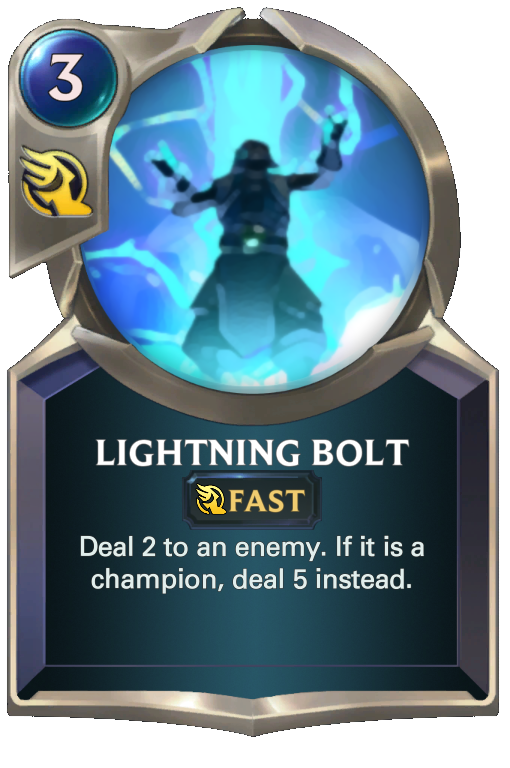 3
LIGHTNING BOLT
FAST
Deal 2 to an enemy. If it is a
champion, deal 5 instead.